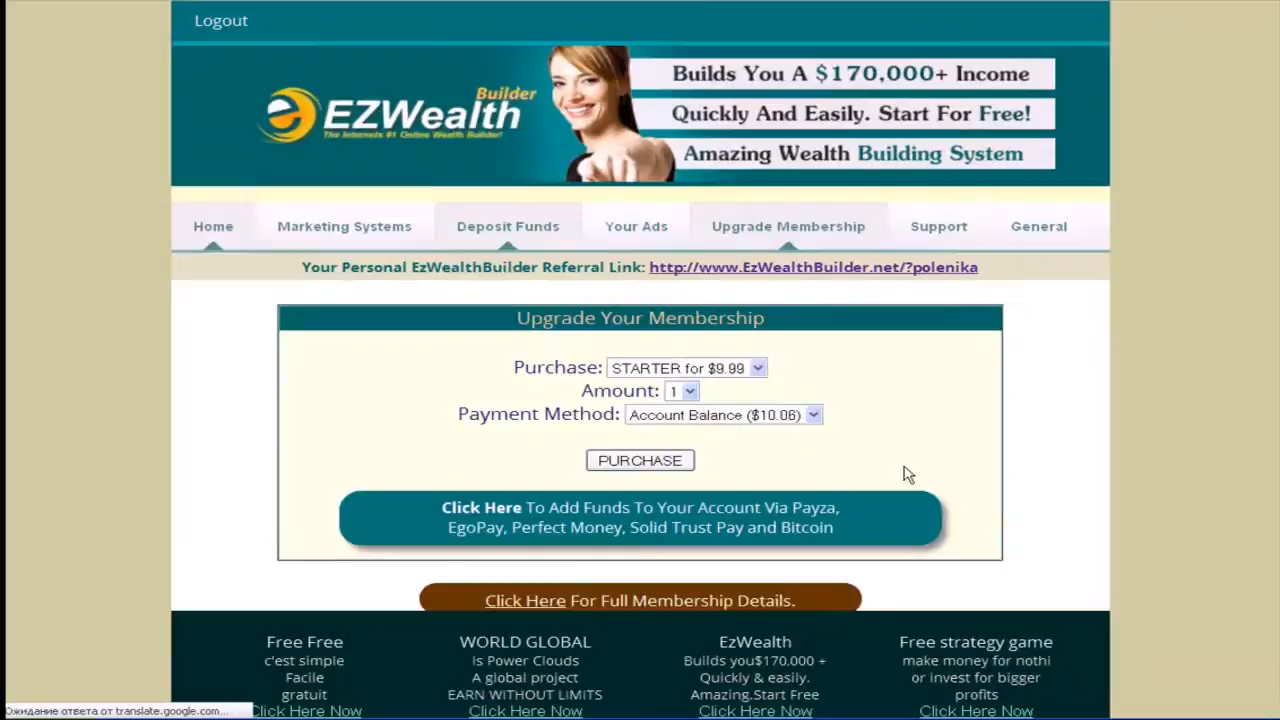 Logout
Builder
EZWealth
The Internets #1 Online Wealth Builder!
Builds You A $170,000+ Income
Quickly And Easily. Start For Free!
Amazing Wealth Building System
Home Marketing Systems Deposit Funds Your Ads Upgrade Membership Support General
Your Personal EzWealthBuilder Referral Link: http://www.EzWealthBuilder.net/?polenika
Upgrade Your Membership
Purchase: STARTER for $9.99
Amount: 1
Payment Method: Account Balance ($10.06)
PURCHASE
Click Here To Add Funds To Your Account Via Payza,
EgoPay, Perfect Money, Solid Trust Pay and Bitcoin
Click Here For Full Membership Details.
Free Free
c'est simple
Facile
gratuit
Click Here Now
WORLD GLOBAL
Is Power Clouds
A global project
EARN WITHOUT LIMITS
Click Here Now
EzWealth
Builds you$170.000 +
Quickly & easily.
Amazing.Start Free
Click Here Now
Free strategy game
make money for nothi
or invest for bigger
profits
Click Here Now
Ожидание ответа от translate.google.com...